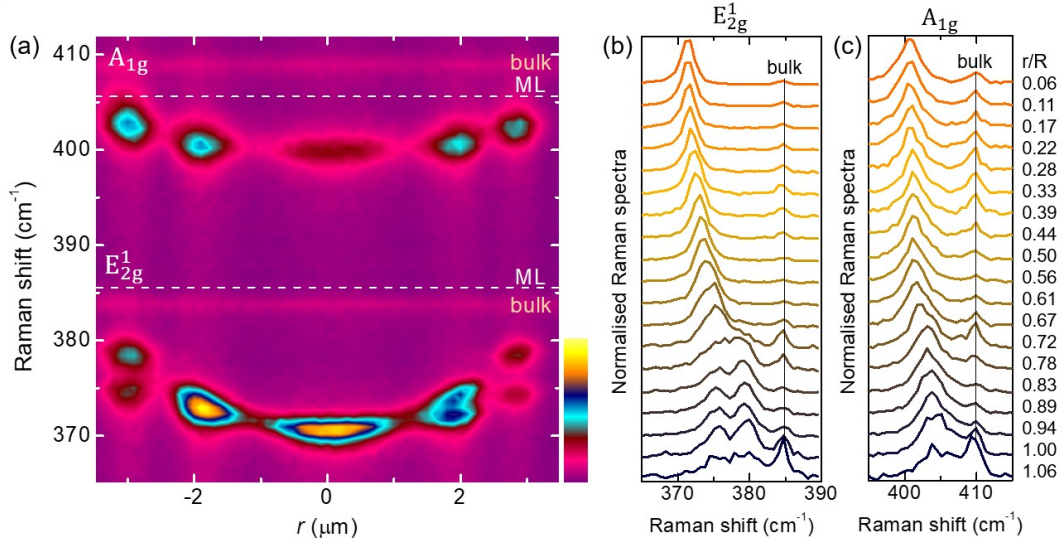 (a)
A₁g
bulk
ML
E¹₂g
ML
bulk
410
400
390
380
370
Raman shift (cm⁻¹)
-2
0
2
r (μm)
(b)
E¹₂g
bulk
Normalised Raman spectra
370
380
390
Raman shift (cm⁻¹)
(c)
A₁g
bulk
Normalised Raman spectra
400
410
Raman shift (cm⁻¹)
r/R
0.06
0.11
0.17
0.22
0.28
0.33
0.39
0.44
0.50
0.56
0.61
0.67
0.72
0.78
0.83
0.89
0.94
1.00
1.06